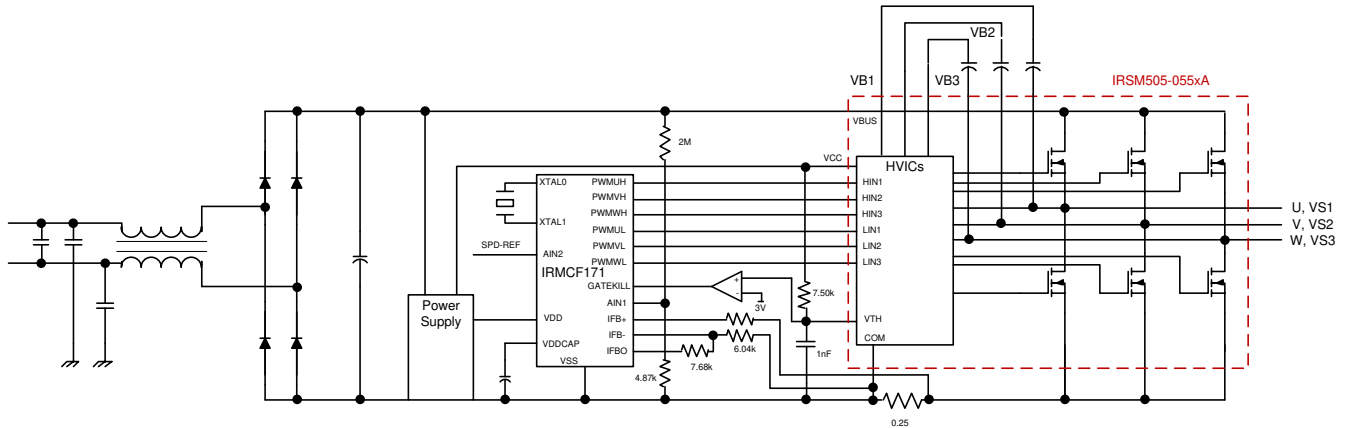 VB2
VB1
VB3
IRSM505-055xA
VBUS
2M
VCC
HVICs
XTAL0
PWMUH
HIN1
PWMVH
HIN2
PWMWH
HIN3
U, VS1
XTAL1
PWMUL
LIN1
V, VS2
SPD-REF
AIN2
PWMVL
LIN2
W, VS3
PWMWL
LIN3
IRMCF171
GATEKILL
+
-
3V
7.50k
Power
Supply
AIN1
VDD
IFB+
VTH
IFB-
COM
VDDCAP
IFBO
6.04k
1nF
VSS
7.68k
4.87k
0.25